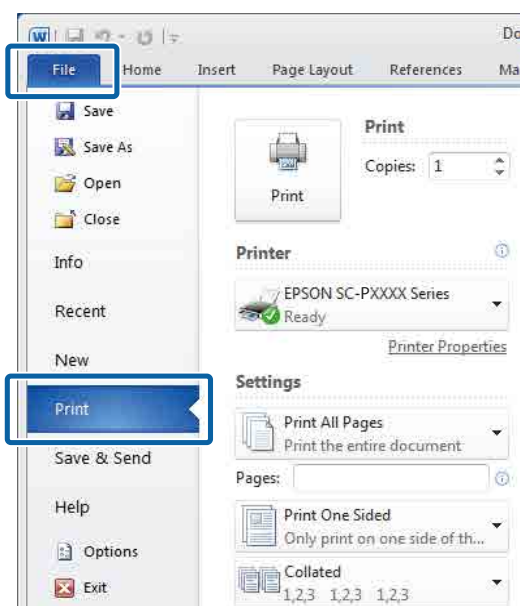 W
Do
File Home Insert Page Layout References Ma
Save
Save As
Open
Close
Info
Recent
New
Print
Save & Send
Help
Options
Exit
Print
Print
Copies: 1
Printer
EPSON SC-PXXXX Series
Ready
Printer Properties
Settings
Print All Pages
Print the entire document
Pages:
Print One Sided
Only print on one side of th...
Collated
1,2,3 1,2,3 1,2,3